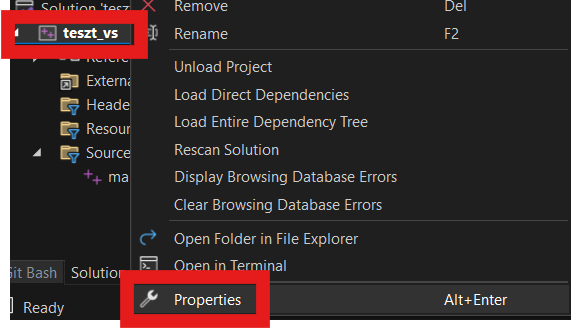 Solution 'teszt
Remove Del
teszt_vs
Rename F2
Refere
Unload Project
Externa
Load Direct Dependencies
Heade
Load Entire Dependency Tree
Resour
Rescan Solution
Source
ma
Display Browsing Database Errors
Clear Browsing Database Errors
Open Folder in File Explorer
Git Bash Solution
Open in Terminal
Properties Alt+Enter
Ready